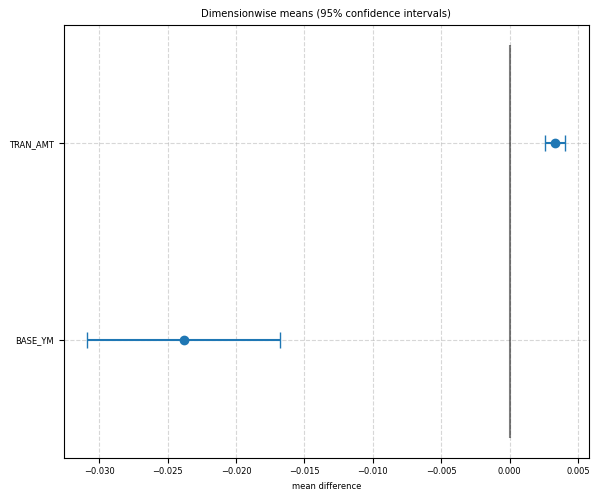 Dimensionwise means (95% confidence intervals)
TRAN_AMT
BASE_YM
−0.030 −0.025 −0.020 −0.015 −0.010 −0.005 0.000 0.005
mean difference